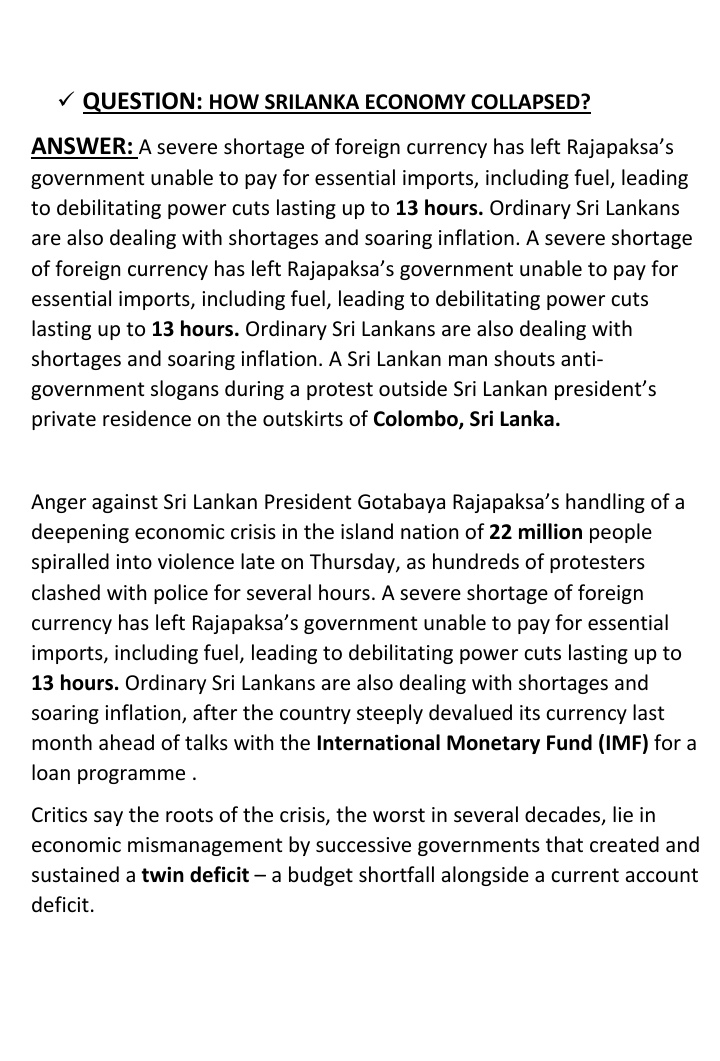 ✓ QUESTION: HOW SRILANKA ECONOMY COLLAPSED?
ANSWER: A severe shortage of foreign currency has left Rajapaksa’s
government unable to pay for essential imports, including fuel, leading
to debilitating power cuts lasting up to 13 hours. Ordinary Sri Lankans
are also dealing with shortages and soaring inflation. A severe shortage
of foreign currency has left Rajapaksa’s government unable to pay for
essential imports, including fuel, leading to debilitating power cuts
lasting up to 13 hours. Ordinary Sri Lankans are also dealing with
shortages and soaring inflation. A Sri Lankan man shouts anti-
government slogans during a protest outside Sri Lankan president’s
private residence on the outskirts of Colombo, Sri Lanka.
Anger against Sri Lankan President Gotabaya Rajapaksa’s handling of a
deepening economic crisis in the island nation of 22 million people
spiralled into violence late on Thursday, as hundreds of protesters
clashed with police for several hours. A severe shortage of foreign
currency has left Rajapaksa’s government unable to pay for essential
imports, including fuel, leading to debilitating power cuts lasting up to
13 hours. Ordinary Sri Lankans are also dealing with shortages and
soaring inflation, after the country steeply devalued its currency last
month ahead of talks with the International Monetary Fund (IMF) for a
loan programme .
Critics say the roots of the crisis, the worst in several decades, lie in
economic mismanagement by successive governments that created and
sustained a twin deficit – a budget shortfall alongside a current account
deficit.